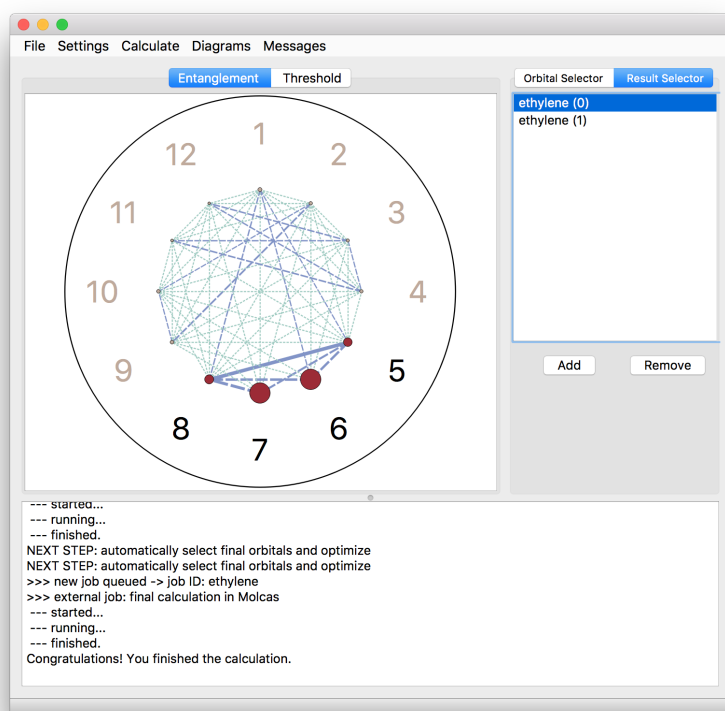 File Settings Calculate Diagrams Messages
Entanglement Threshold
Orbital Selector Result Selector
ethylene (0)
ethylene (1)
1
2
3
4
5
6
7
8
9
10
11
12
Add Remove
--- started...
--- running...
--- finished.
NEXT STEP: automatically select final orbitals and optimize
NEXT STEP: automatically select final orbitals and optimize
>>> new job queued -> job ID: ethylene
>>> external job: final calculation in Molcas
--- started...
--- running...
--- finished.
Congratulations! You finished the calculation.